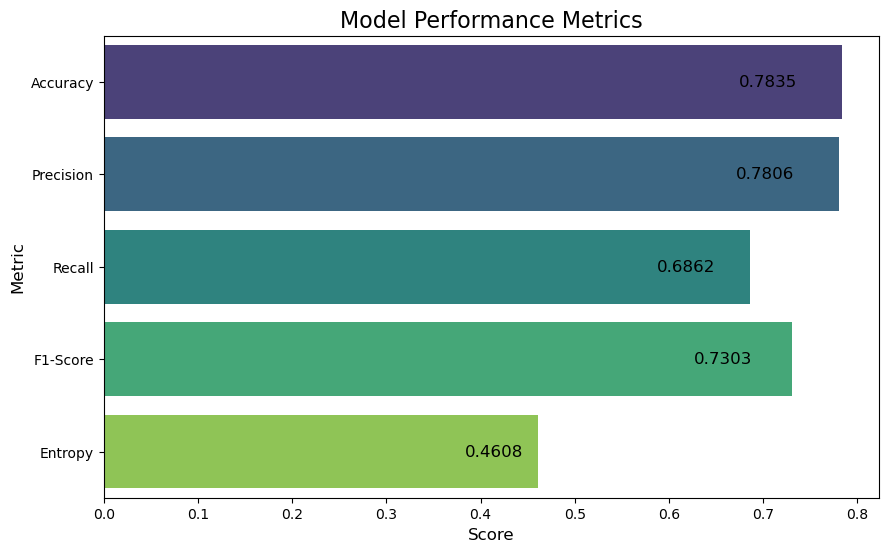 Model Performance Metrics
Metric
Accuracy
0.7835
Precision
0.7806
Recall
0.6862
F1-Score
0.7303
Entropy
0.4608
0.0 0.1 0.2 0.3 0.4 0.5 0.6 0.7 0.8
Score